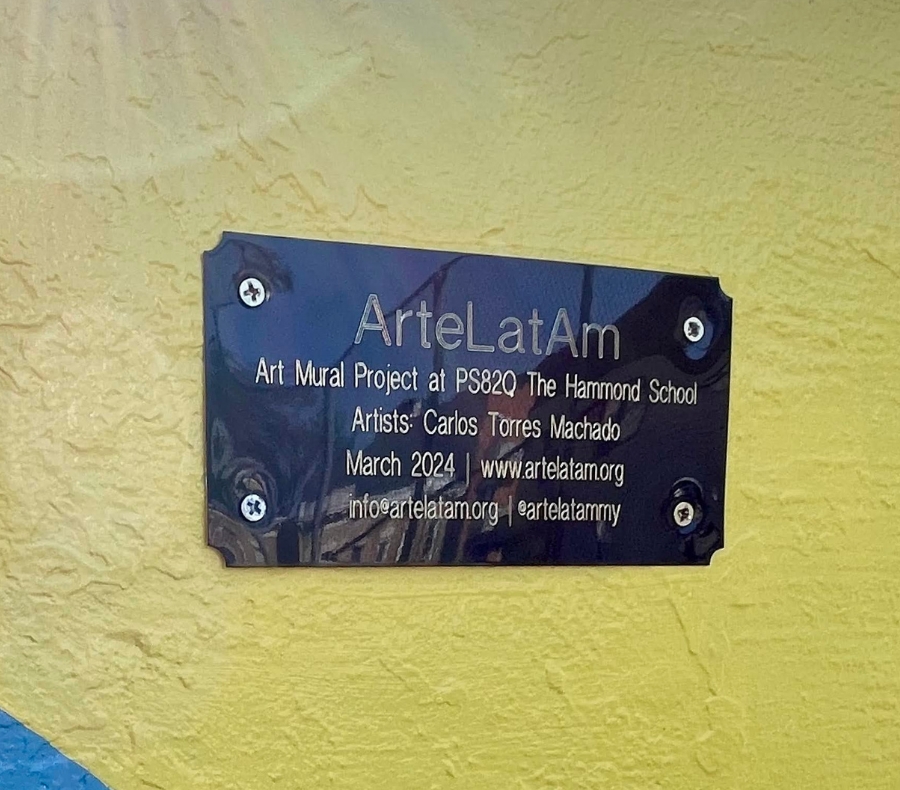 ArteLatAm
Art Mural Project at PS82Q The Hammond School
Artists: Carlos Torres Machado
March 2024 | www.artelatam.org
info@artelatam.org | @artelatammy